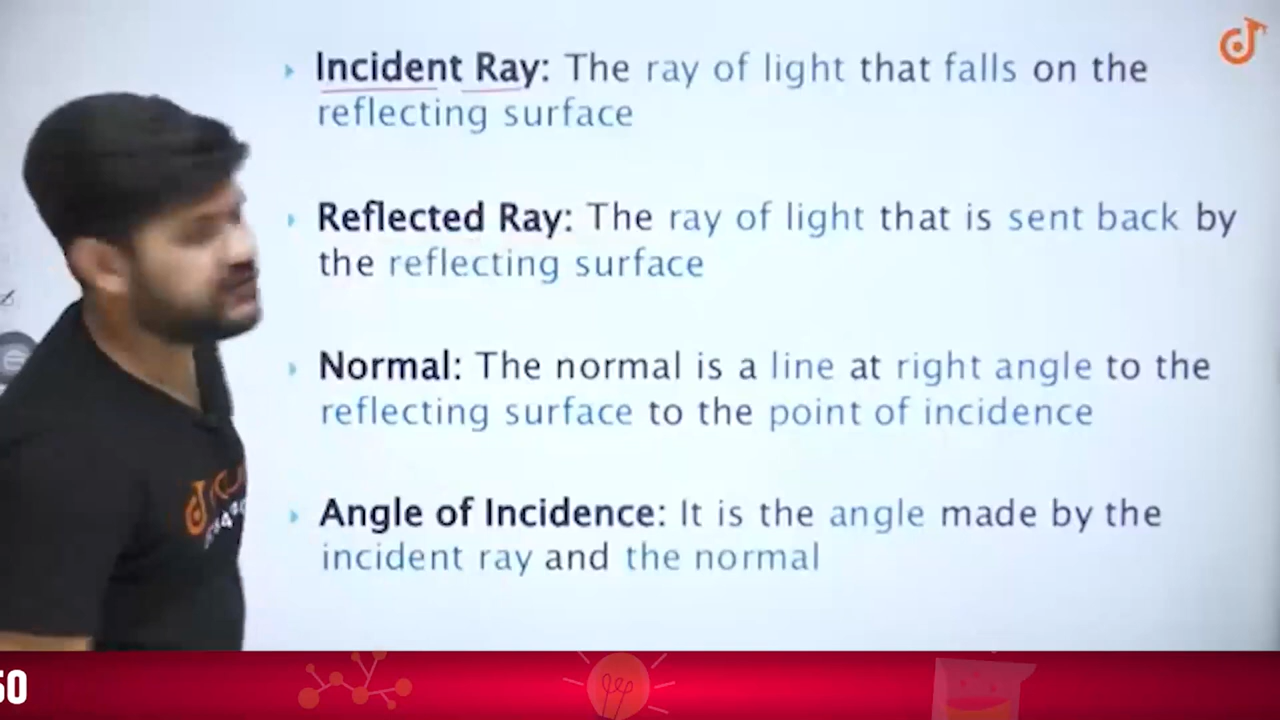 Incident Ray: The ray of light that falls on the
reflecting surface
Reflected Ray: The ray of light that is sent back by
the reflecting surface
Normal: The normal is a line at right angle to the
reflecting surface to the point of incidence
Angle of Incidence: It is the angle made by the
incident ray and the normal
50